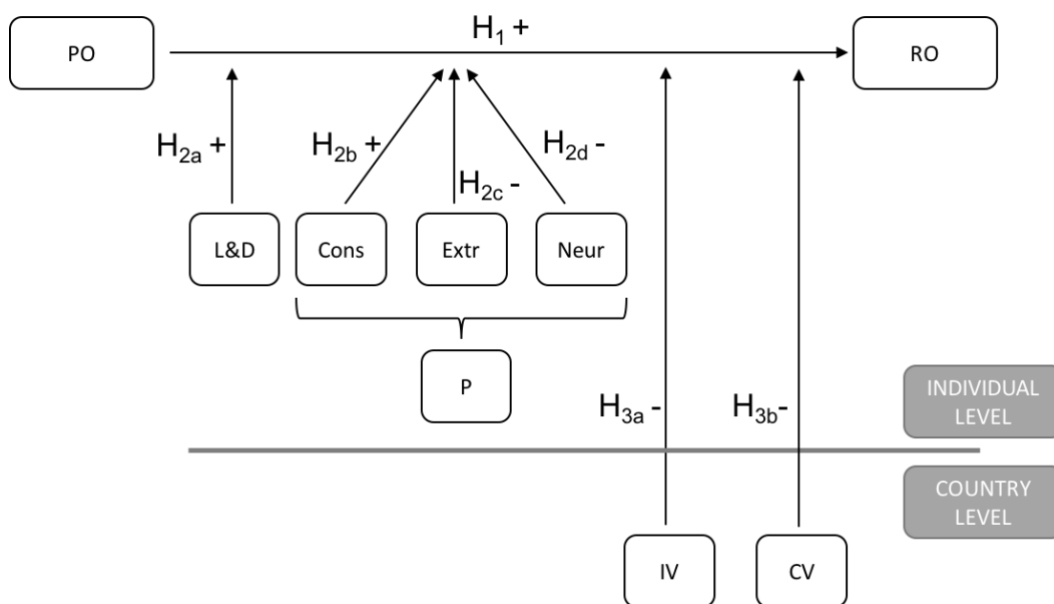 H₁ +
PO
RO
H₂ₐ +
H₂b +
H₂c -
H₂d -
L&D
Cons
Extr
Neur
P
H₃ₐ -
H₃b-
INDIVIDUAL
LEVEL
COUNTRY
LEVEL
IV
CV